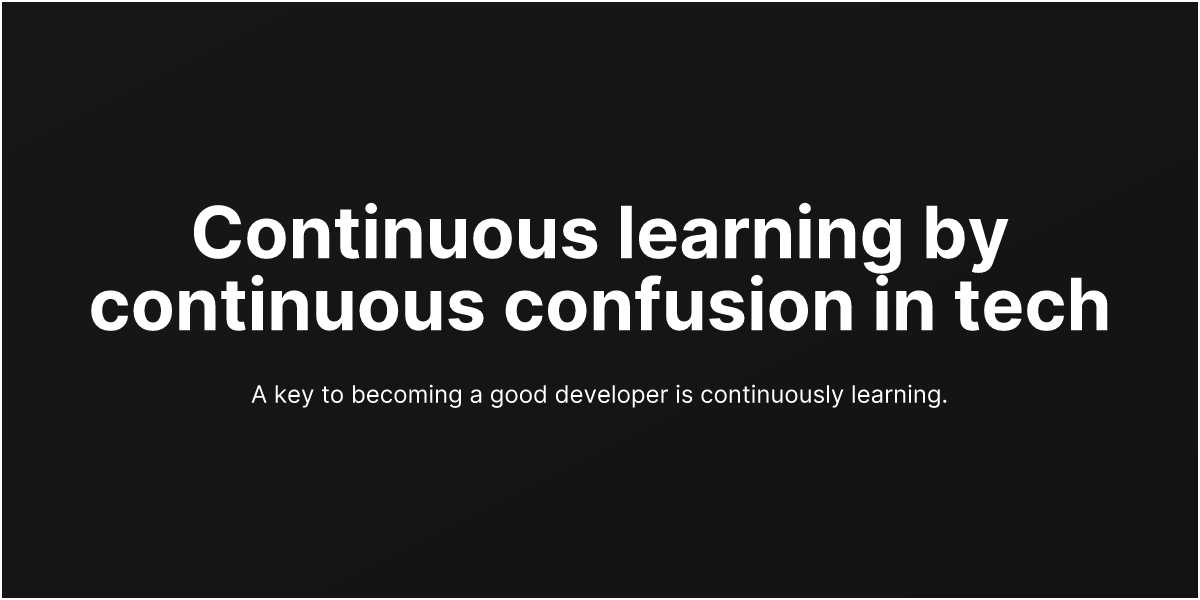 Continuous learning by
continuous confusion in tech
A key to becoming a good developer is continuously learning.